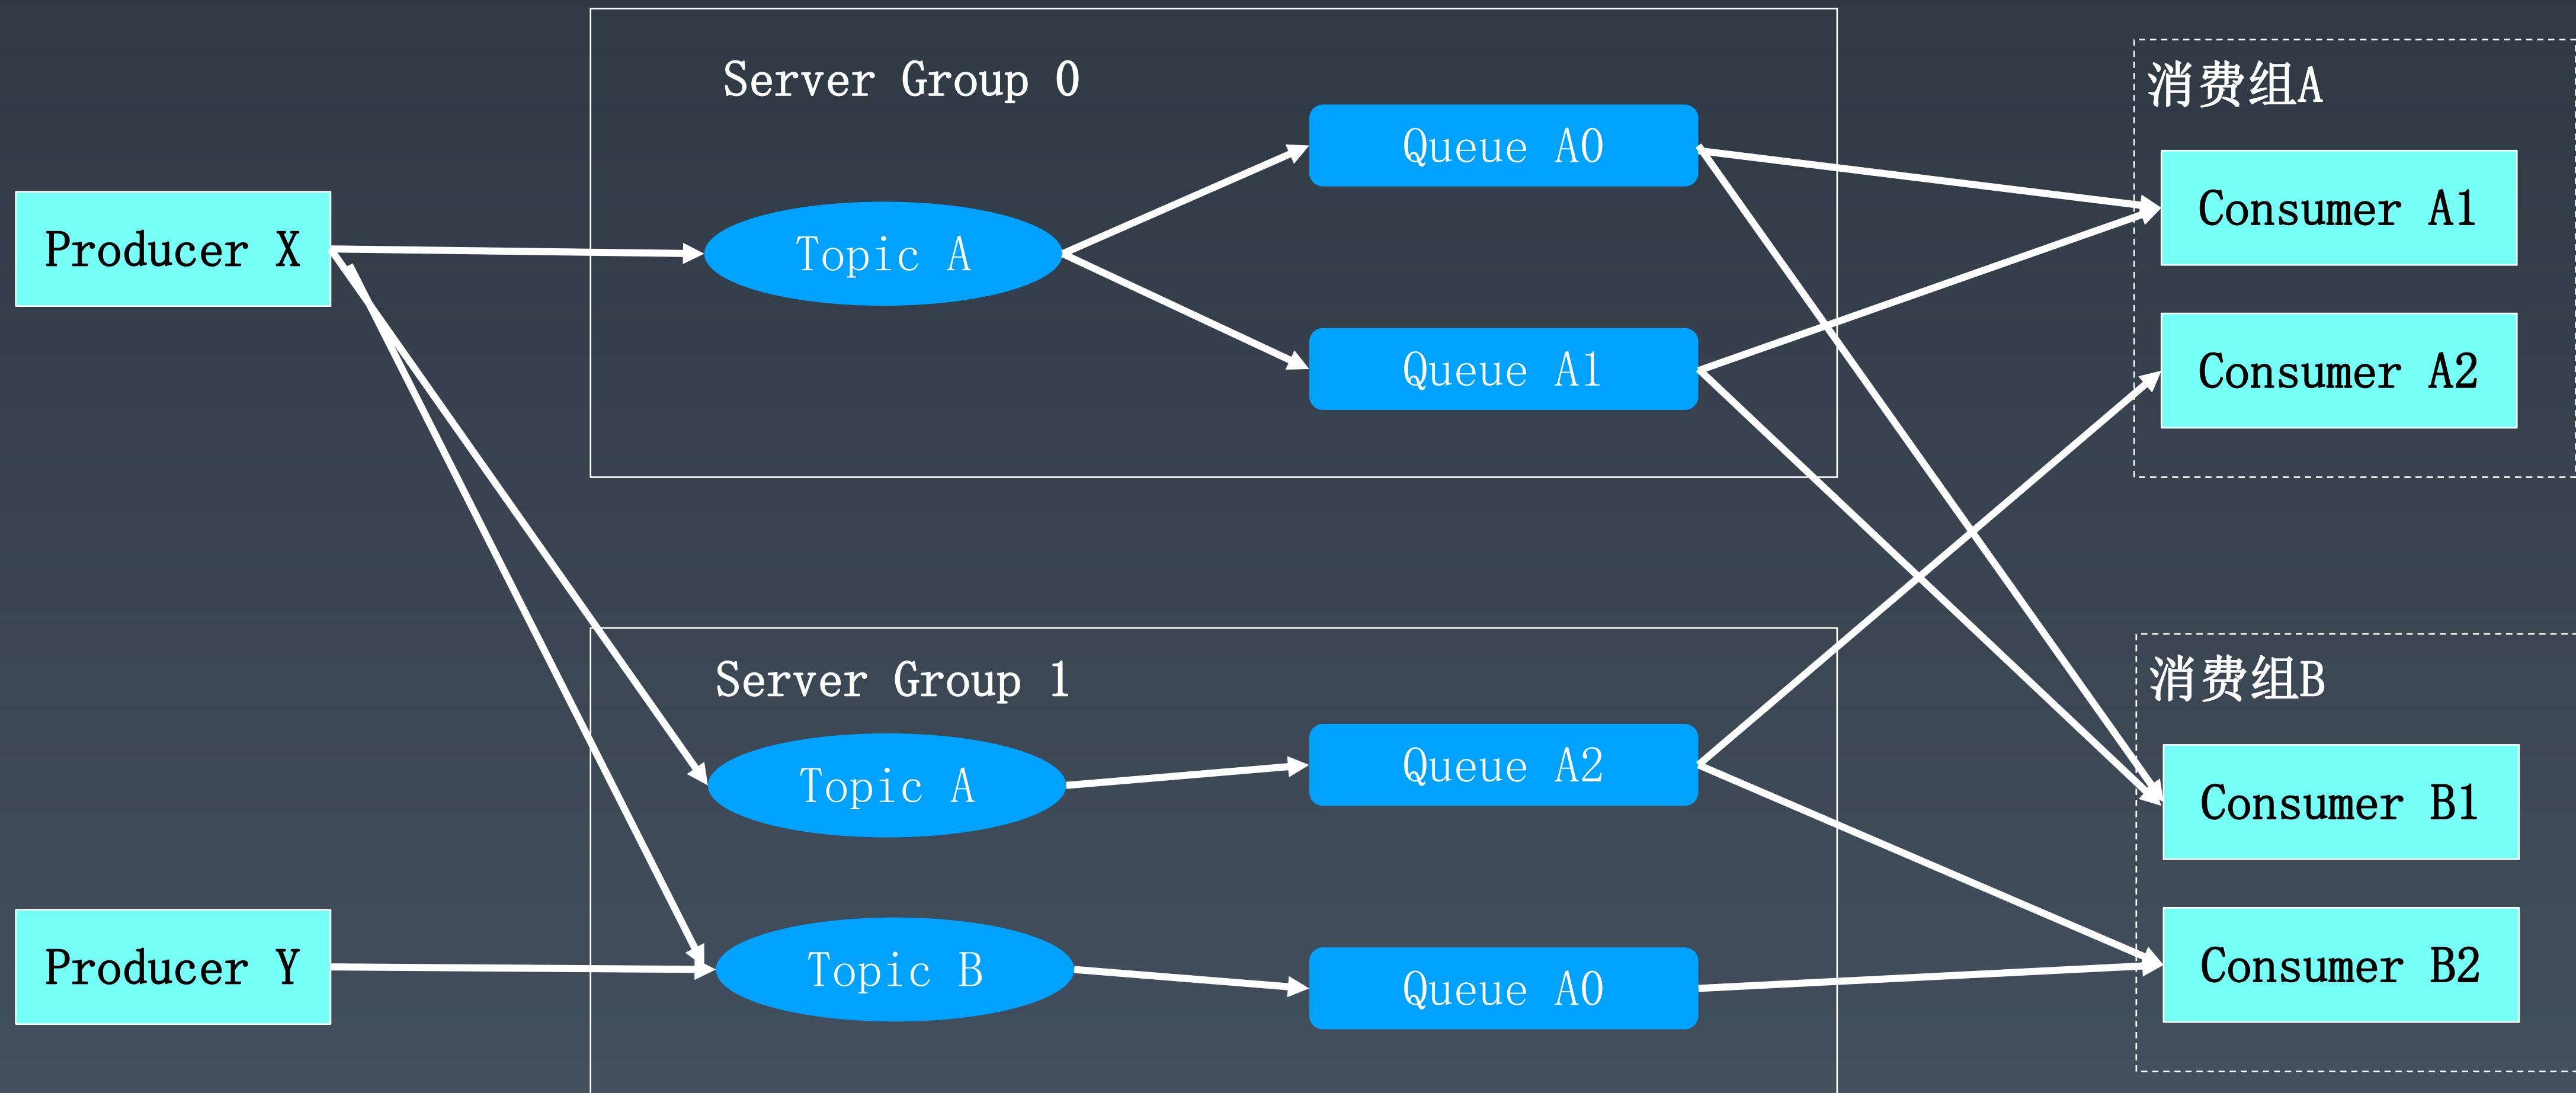 Server Group 0
消费组A
Queue A0
Producer X
Topic A
Consumer A1
Queue A1
Consumer A2
Server Group 1
消费组B
Topic A
Queue A2
Consumer B1
Producer Y
Topic B
Queue A0
Consumer B2